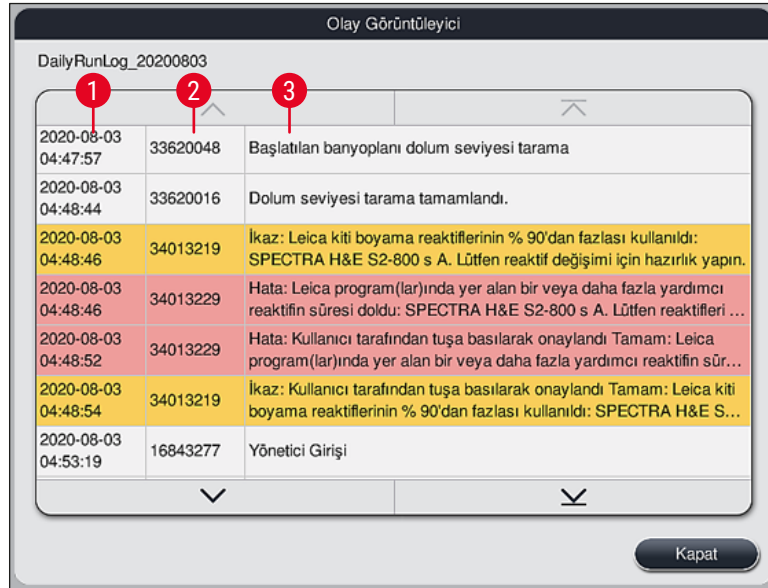 Olay Görüntüleyici
DailyRunLog_20200803
1 2 3
2020-08-03
04:47:57 33620048 Başlatılan banyoplanı dolum seviyesi tarama
2020-08-03
04:48:44 33620016 Dolum seviyesi tarama tamamlandı.
2020-08-03
04:48:46 34013219 İkaz: Leica kiti boyama reaktiflerinin % 90'dan fazlası kullanıldı:
SPECTRA H&E S2-800 s A. Lütfen reaktif değişimi için hazırlık yapın.
2020-08-03
04:48:46 34013229 Hata: Leica program(lar)ında yer alan bir veya daha fazla yardımcı
reaktifin süresi doldu: SPECTRA H&E S2-800 s A. Lütfen reaktifleri ...
2020-08-03
04:48:52 34013229 Hata: Kullanıcı tarafından tuşa basılarak onaylandı Tamam: Leica
program(lar)ında yer alan bir veya daha fazla yardımcı reaktifin sür...
2020-08-03
04:48:54 34013219 İkaz: Kullanıcı tarafından tuşa basılarak onaylandı Tamam: Leica kiti
boyama reaktiflerinin % 90'dan fazlası kullanıldı: SPECTRA H&E S...
2020-08-03
04:53:19 16843277 Yönetici Girişi
Kapat